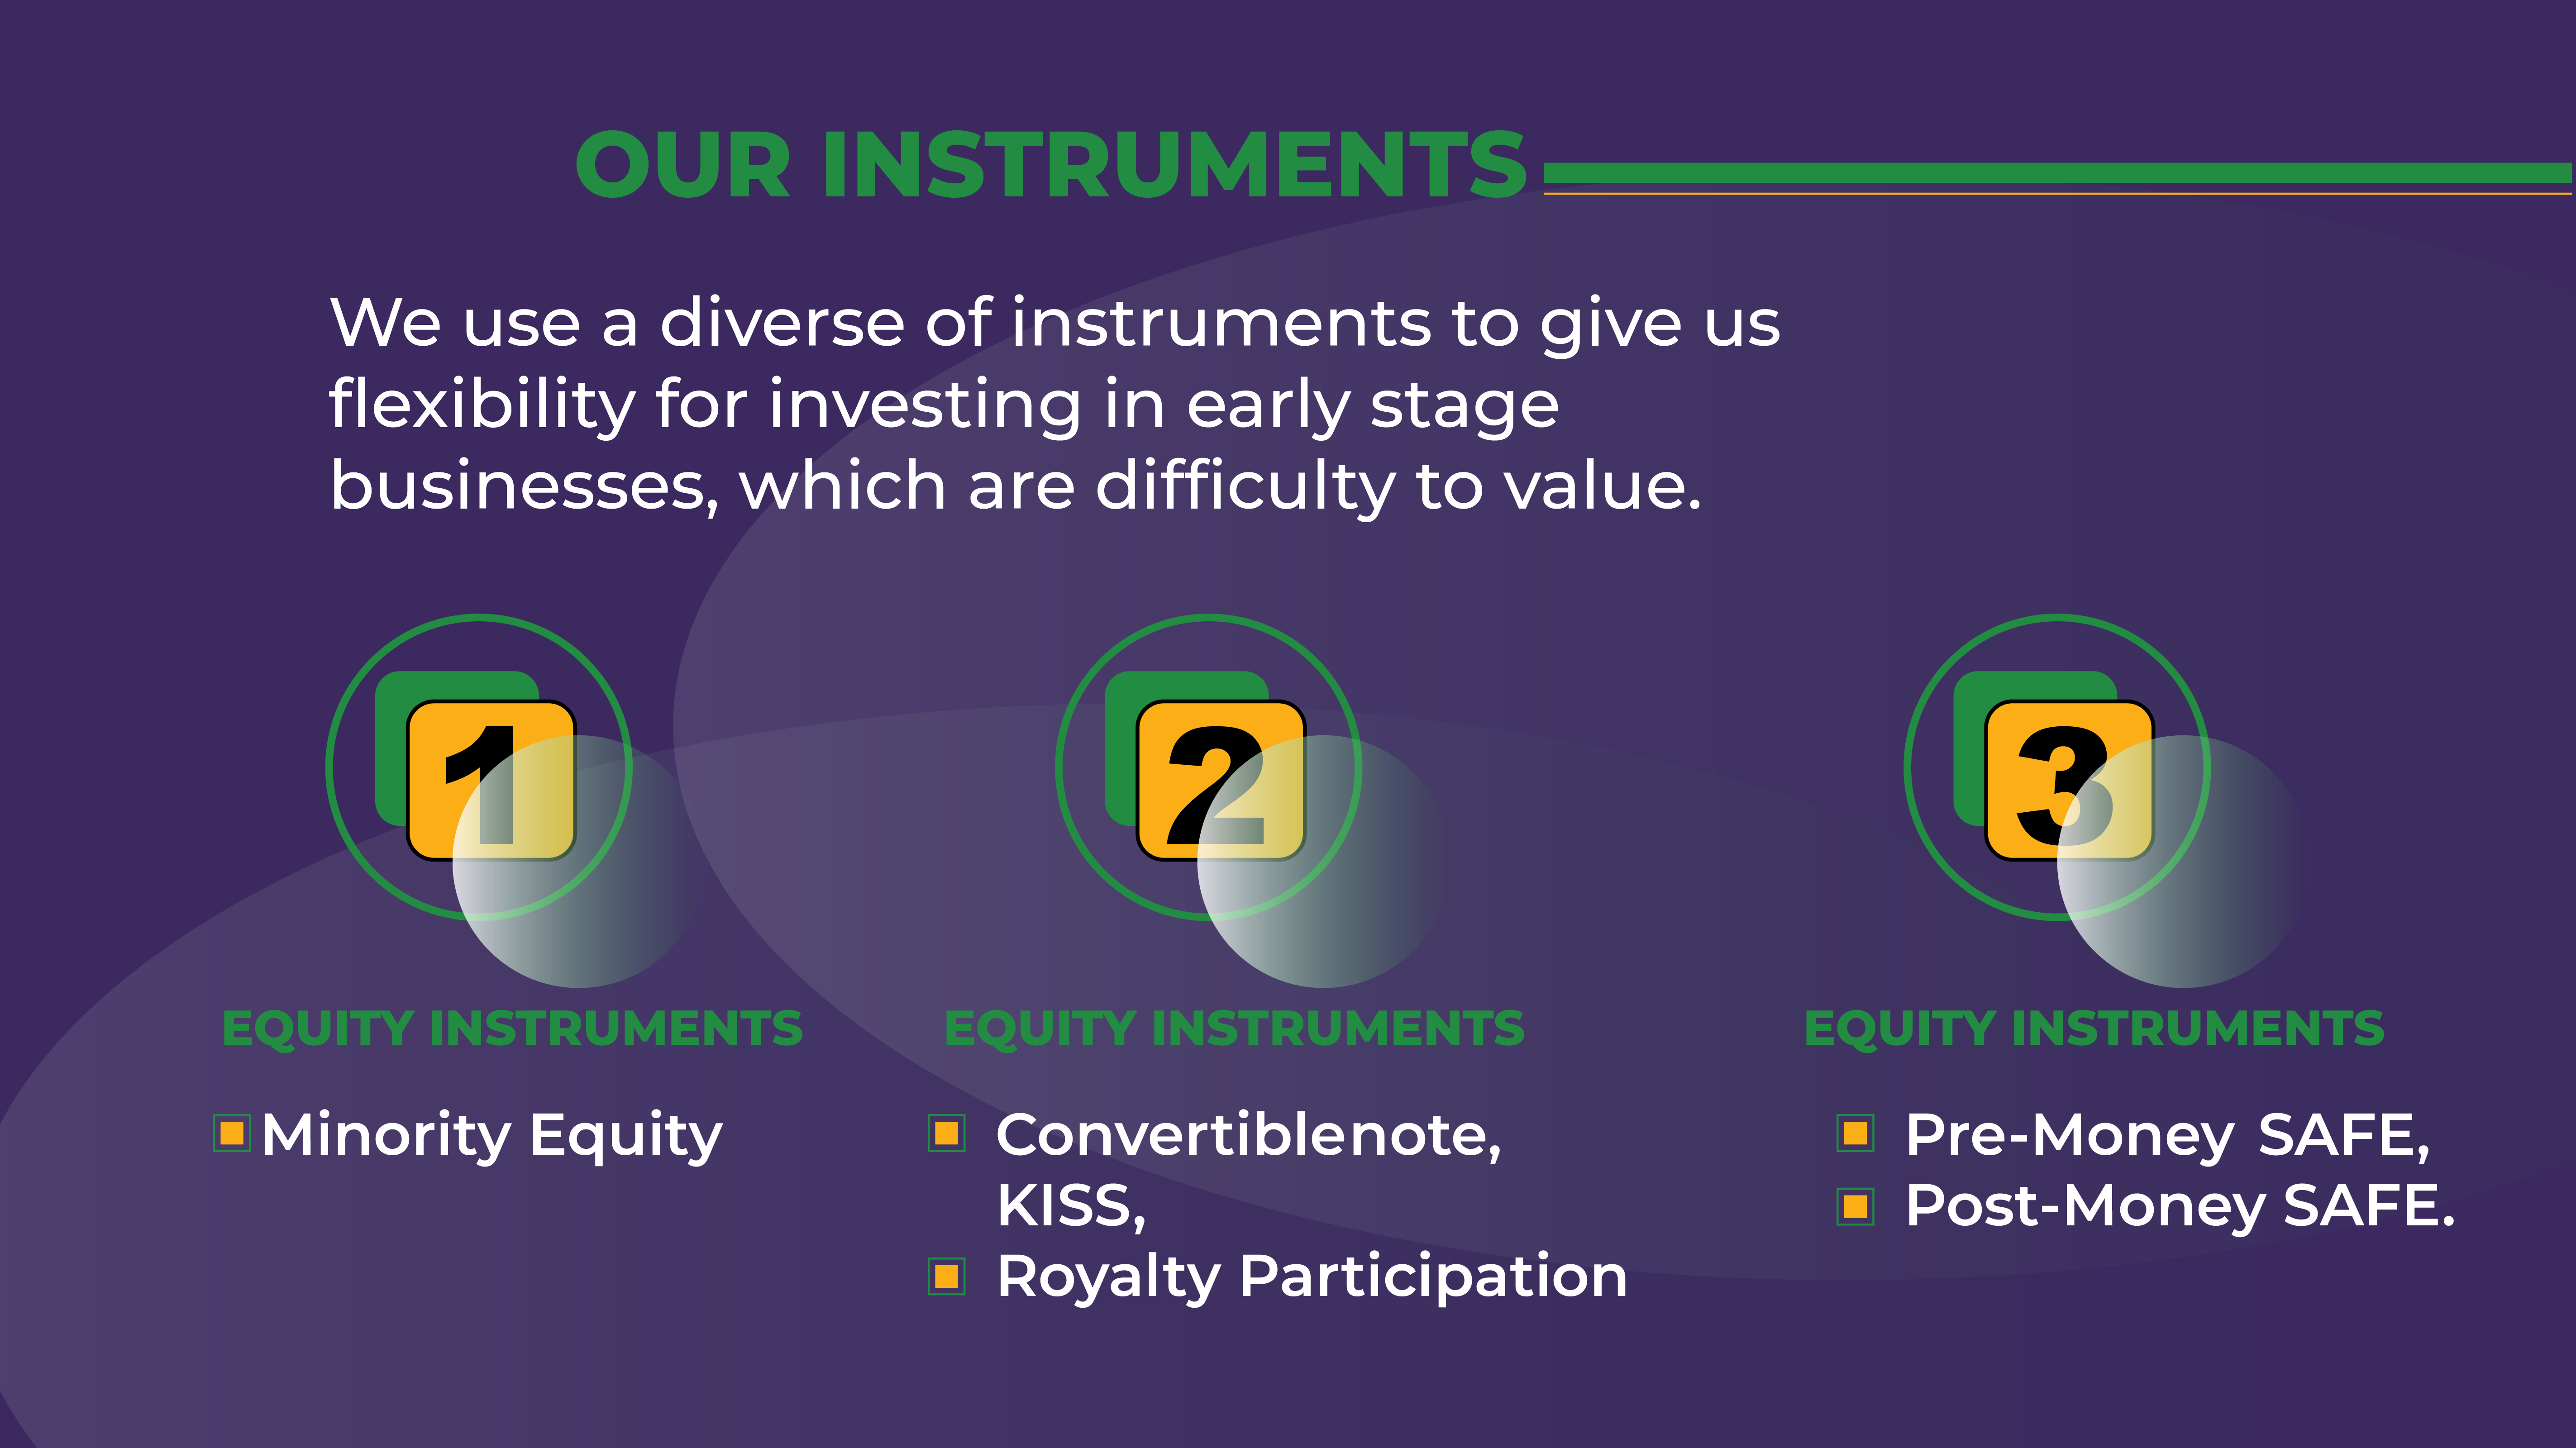 OUR INSTRUMENTS
We use a diverse of instruments to give us
flexibility for investing in early stage
businesses, which are difficulty to value.
1
2
3
EQUITY INSTRUMENTS
Minority Equity
EQUITY INSTRUMENTS
Convertiblenote,
KISS,
Royalty Participation
EQUITY INSTRUMENTS
Pre-Money SAFE,
Post-Money SAFE.